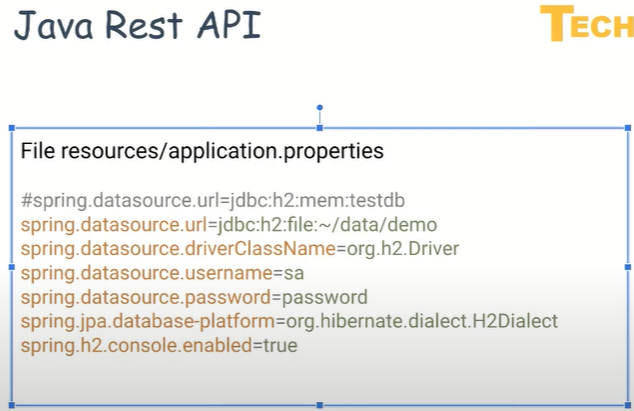 Java Rest API
TECH
File resources/application.properties
#spring.datasource.url=jdbc:h2:mem:testdb
spring.datasource.url=jdbc:h2:file:~/data/demo
spring.datasource.driverClassName=org.h2.Driver
spring.datasource.username=sa
spring.datasource.password=password
spring.jpa.database-platform=org.hibernate.dialect.H2Dialect
spring.h2.console.enabled=true